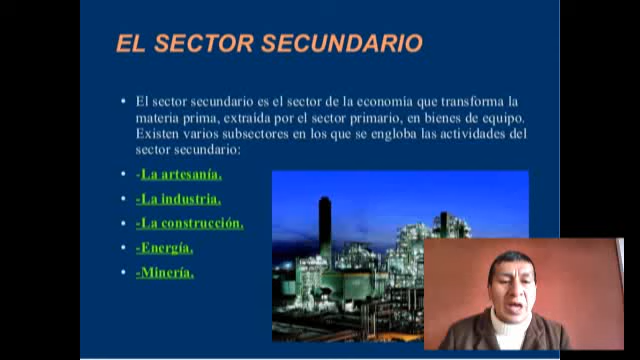 EL SECTOR SECUNDARIO
• El sector secundario es el sector de la economía que transforma la
materia prima, extraída por el sector primario, en bienes de equipo.
Existen varios subsectores en los que se engloba las actividades del
sector secundario:
• -La artesanía.
• -La industria.
• -La construcción.
• -Energía.
• -Minería.